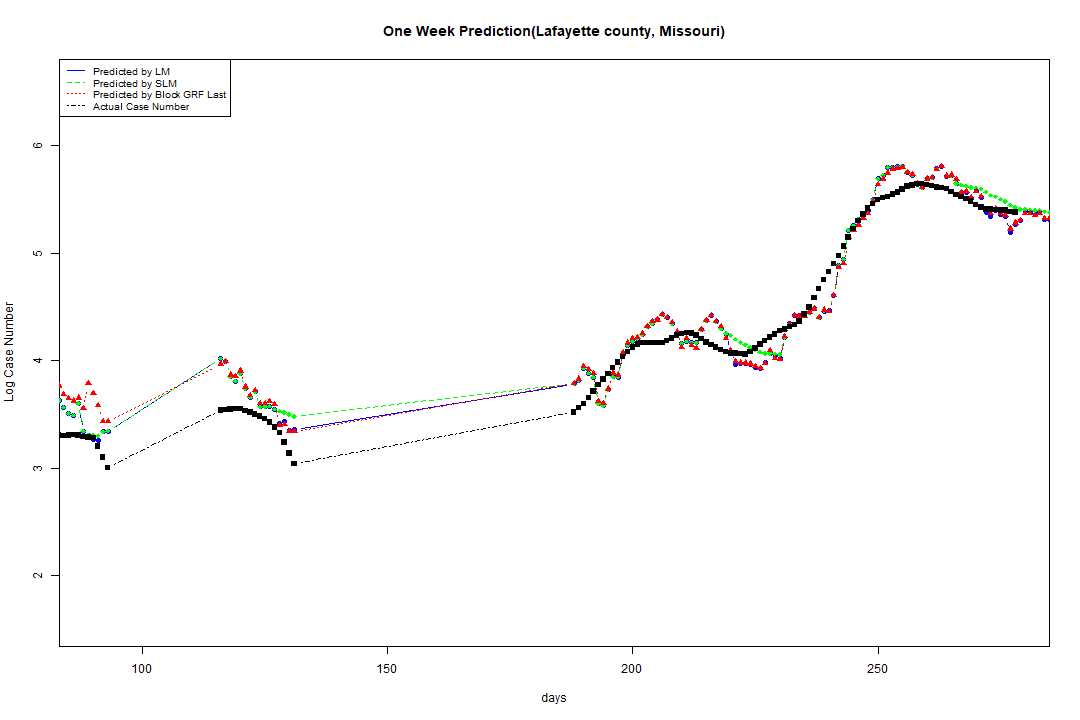 One Week Prediction(Lafayette county, Missouri)
Predicted by LM
Predicted by SLM
Predicted by Block GRF Last
Actual Case Number
Log Case Number
6
5
4
3
2
100 150 200 250
days